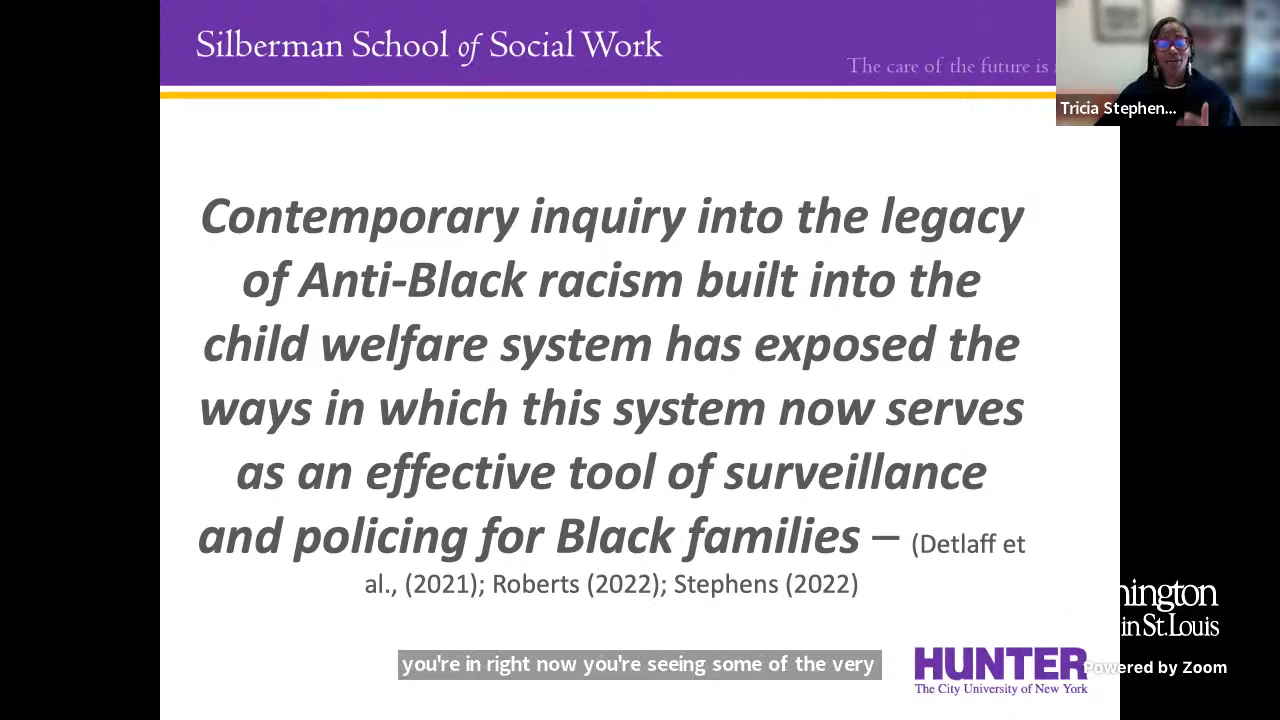 Silberman School of Social Work
The care of the future is
Tricia Stephen...
Contemporary inquiry into the legacy
of Anti-Black racism built into the
child welfare system has exposed the
ways in which this system now serves
as an effective tool of surveillance
and policing for Black families – (Detlaff et
al., (2021); Roberts (2022); Stephens (2022)
hington
in St. Louis
you're in right now you're seeing some of the very
HUNTER
The City University of New York
Powered by Zoom